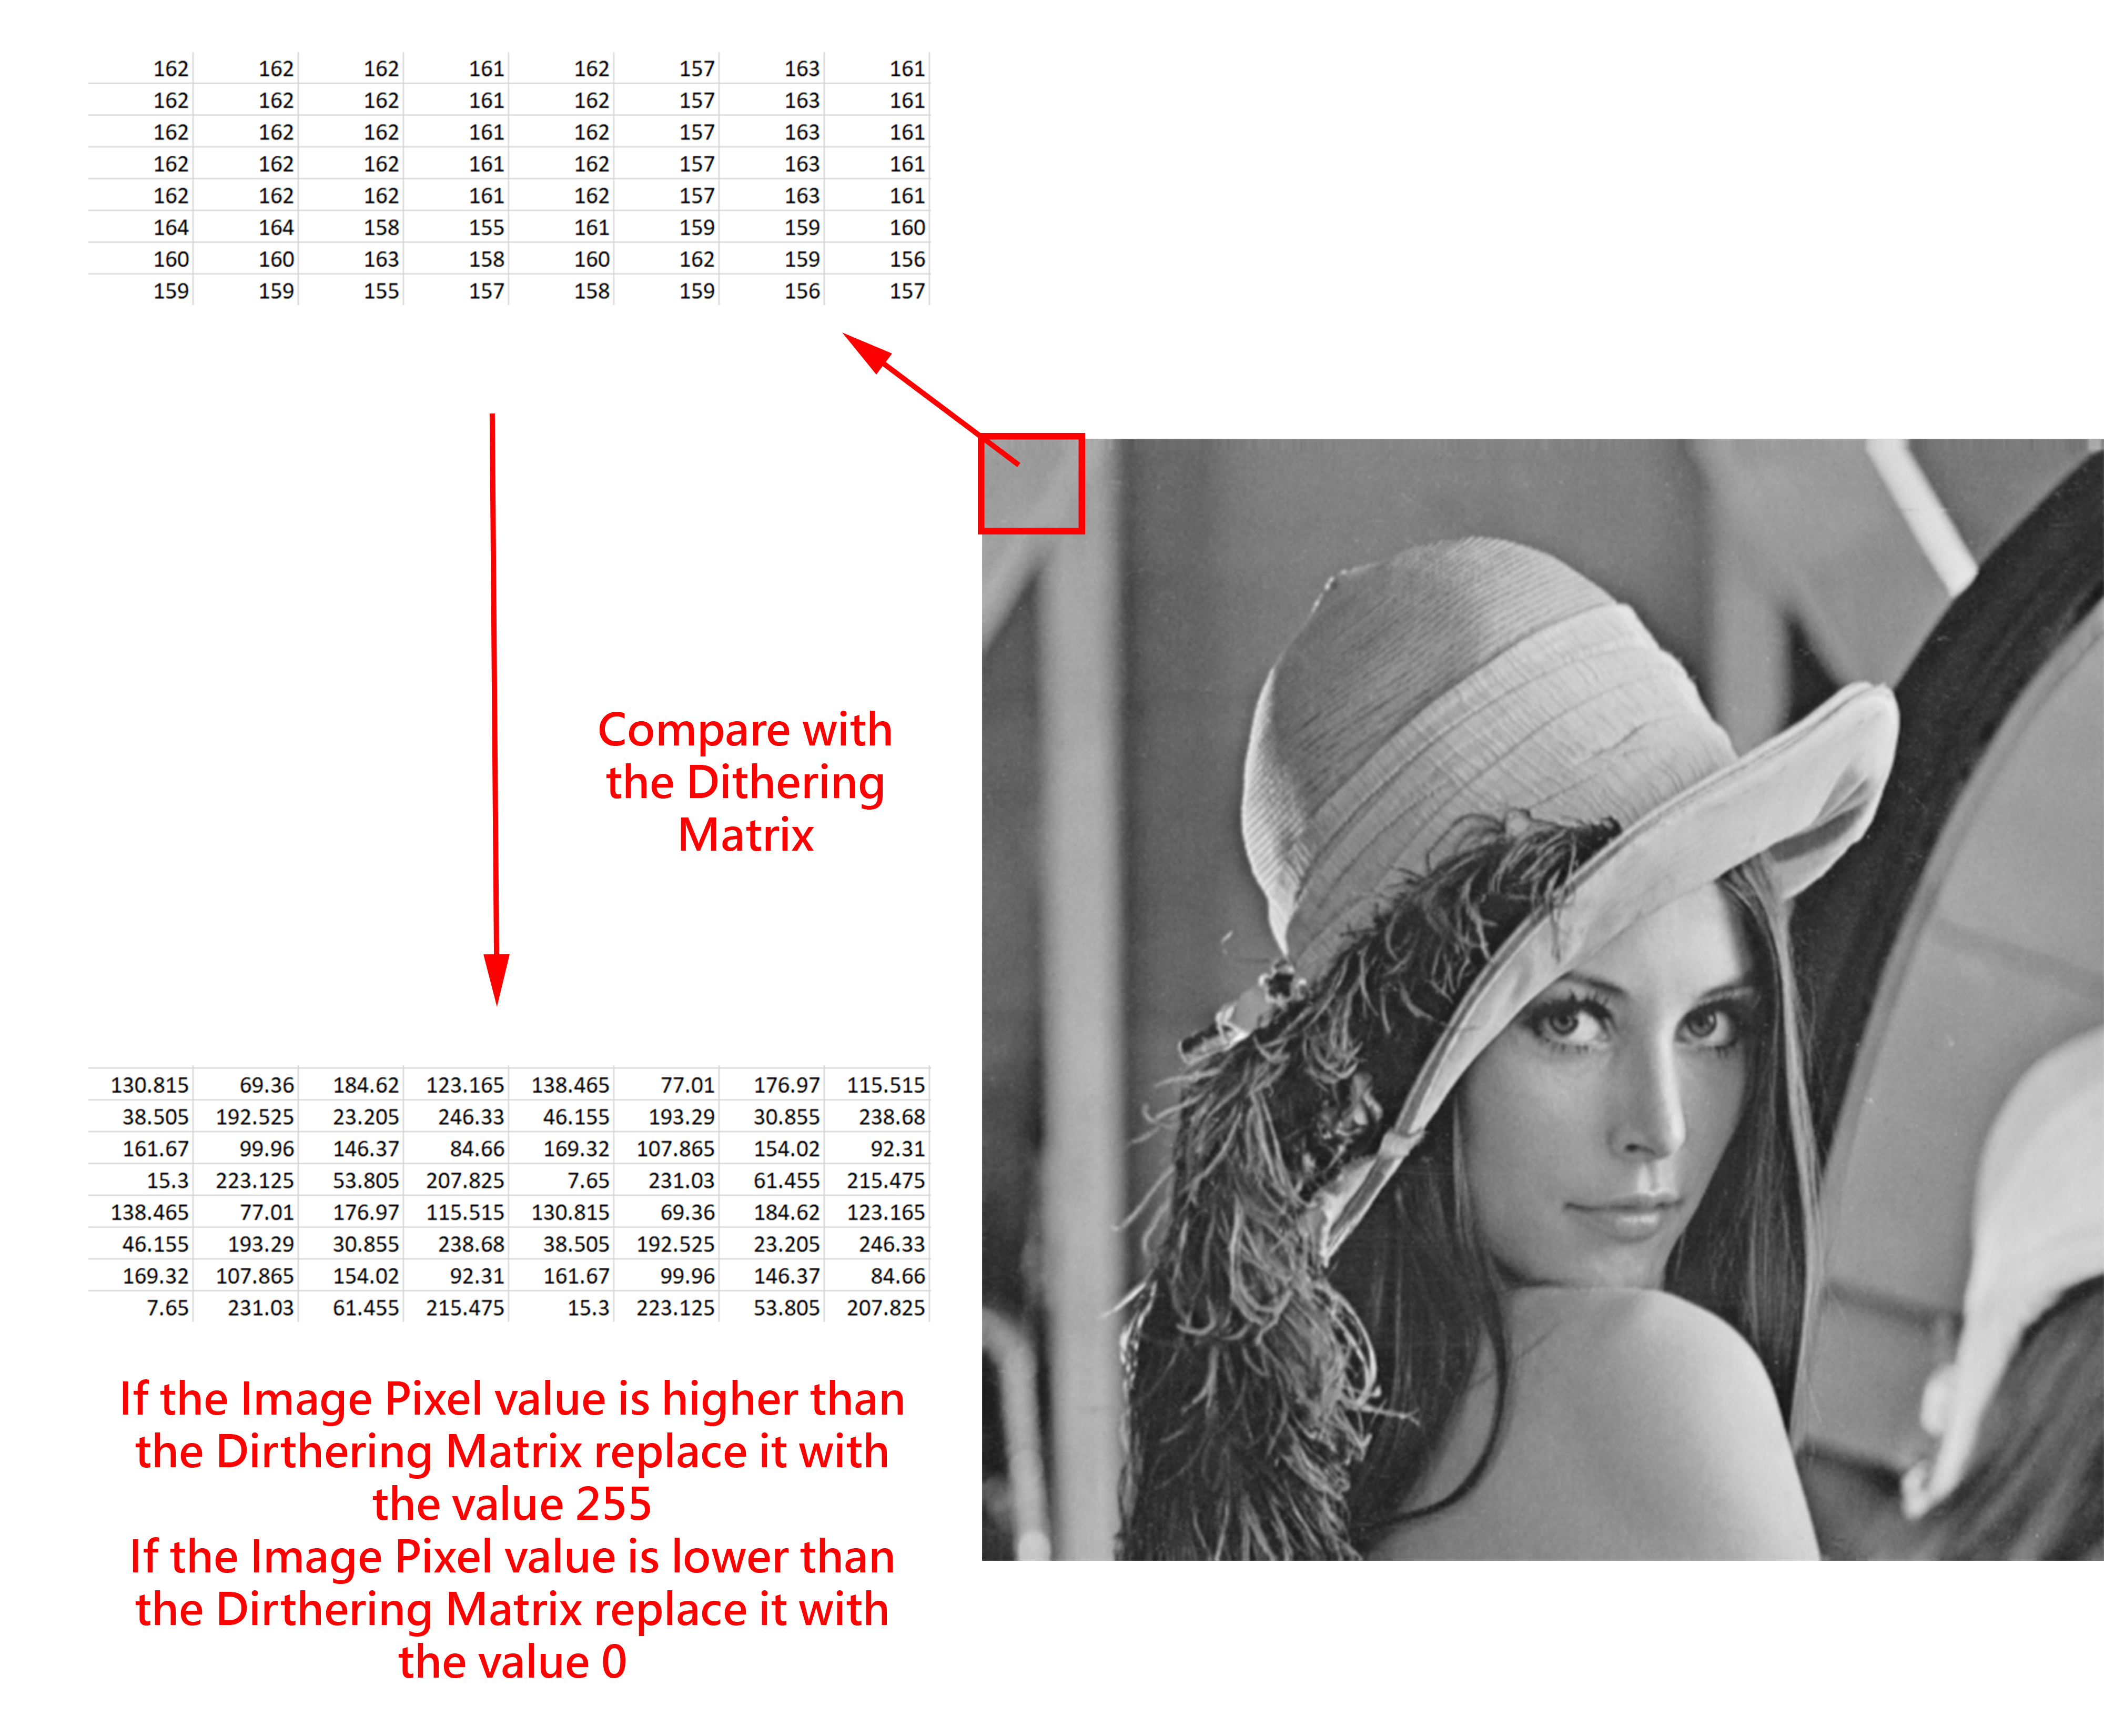 162 162 162 161 162 157 163 161
162 162 162 161 162 157 163 161
162 162 162 161 162 157 163 161
162 162 162 161 162 157 163 161
162 162 162 161 162 157 163 161
164 164 158 155 161 159 159 160
160 160 163 158 160 162 159 156
159 159 155 157 158 159 156 157
Compare with
the Dithering
Matrix
130.815 69.36 184.62 123.165 138.465 77.01 176.97 115.515
38.505 192.525 23.205 246.33 46.155 193.29 30.855 238.68
161.67 99.96 146.37 84.66 169.32 107.865 154.02 92.31
15.3 223.125 53.805 207.825 7.65 231.03 61.455 215.475
138.465 77.01 176.97 115.515 130.815 69.36 184.62 123.165
46.155 193.29 30.855 238.68 38.505 192.525 23.205 246.33
169.32 107.865 154.02 92.31 161.67 99.96 146.37 84.66
7.65 231.03 61.455 215.475 15.3 223.125 53.805 207.825
If the Image Pixel value is higher than
the Dirthering Matrix replace it with
the value 255
If the Image Pixel value is lower than
the Dirthering Matrix replace it with
the value 0